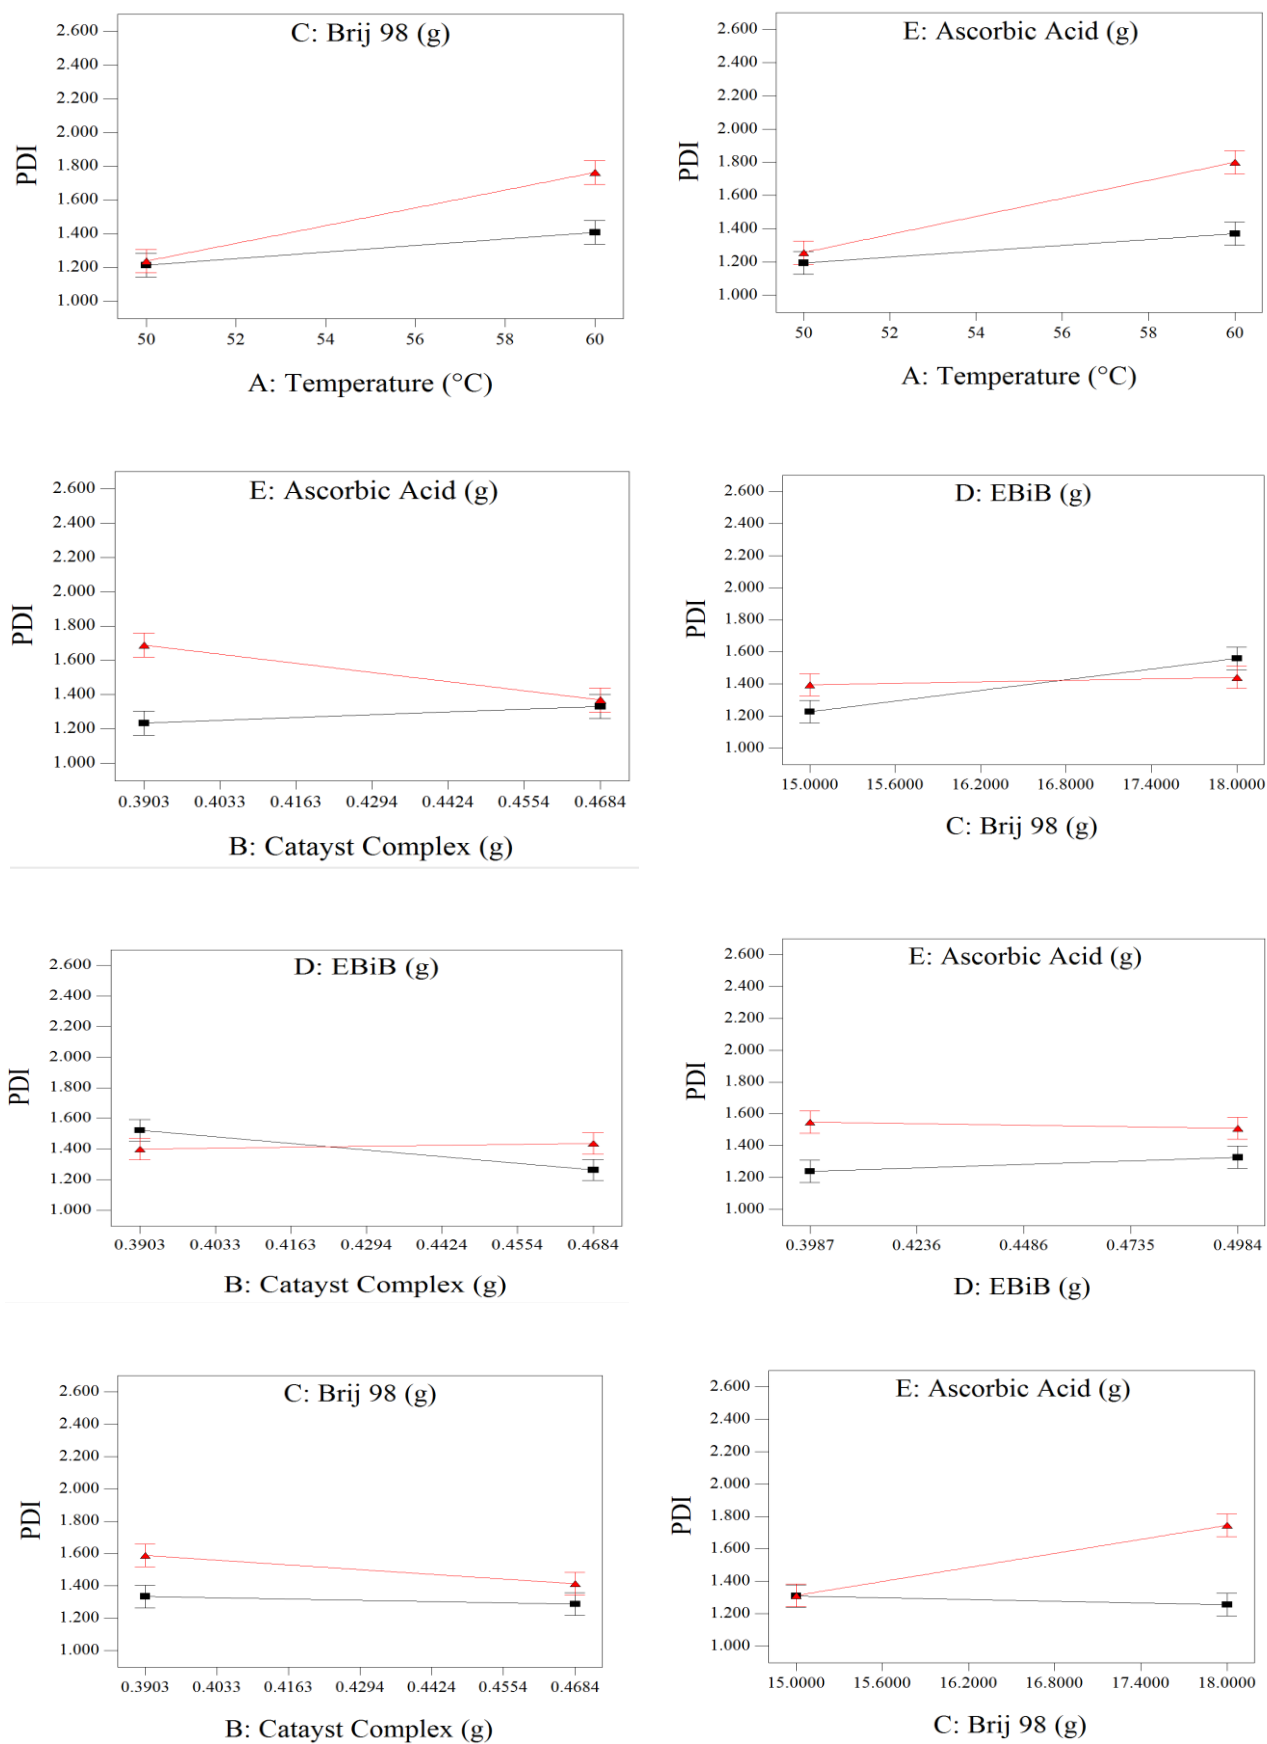 C: Brij 98 (g)
2.600
2.400
2.200
2.000
1.800
1.600
1.400
1.200
1.000
PDI
50 52 54 56 58 60
A: Temperature (°C)
E: Ascorbic Acid (g)
2.600
2.400
2.200
2.000
1.800
1.600
1.400
1.200
1.000
PDI
50 52 54 56 58 60
A: Temperature (°C)
E: Ascorbic Acid (g)
2.600
2.400
2.200
2.000
1.800
1.600
1.400
1.200
1.000
PDI
0.3903 0.4033 0.4163 0.4294 0.4424 0.4554 0.4684
B: Catayst Complex (g)
D: EBiB (g)
2.600
2.400
2.200
2.000
1.800
1.600
1.400
1.200
1.000
PDI
15.0000 15.6000 16.2000 16.8000 17.4000 18.0000
C: Brij 98 (g)
D: EBiB (g)
2.600
2.400
2.200
2.000
1.800
1.600
1.400
1.200
1.000
PDI
0.3903 0.4033 0.4163 0.4294 0.4424 0.4554 0.4684
B: Catayst Complex (g)
E: Ascorbic Acid (g)
2.600
2.400
2.200
2.000
1.800
1.600
1.400
1.200
1.000
PDI
0.3987 0.4236 0.4486 0.4735 0.4984
D: EBiB (g)
C: Brij 98 (g)
2.600
2.400
2.200
2.000
1.800
1.600
1.400
1.200
1.000
PDI
0.3903 0.4033 0.4163 0.4294 0.4424 0.4554 0.4684
B: Catayst Complex (g)
E: Ascorbic Acid (g)
2.600
2.400
2.200
2.000
1.800
1.600
1.400
1.200
1.000
PDI
15.0000 15.6000 16.2000 16.8000 17.4000 18.0000
C: Brij 98 (g)